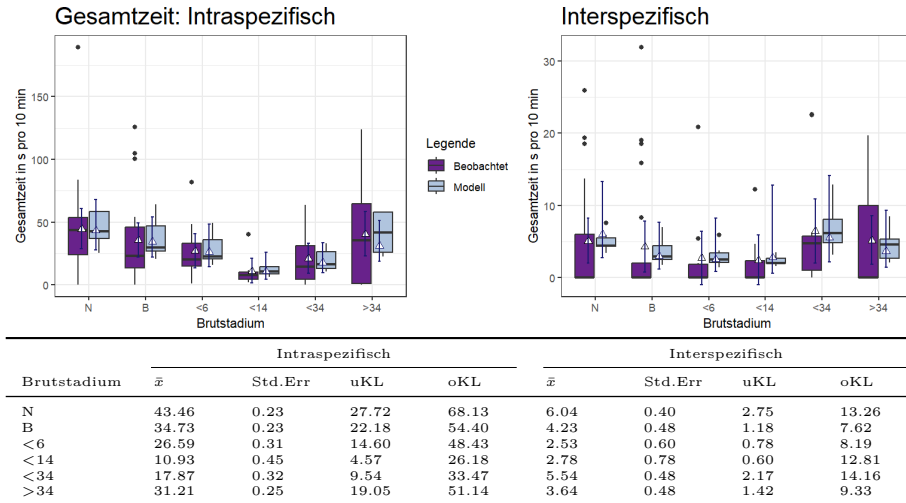 Gesamtzeit: Intraspezifisch
Gesamtzeit in s pro 10 min
150
100
50
0
N B <6 <14 <34 >34
Brutstadium
Legende
Beobachtet
Modell
Interspezifisch
Gesamtzeit in s pro 10 min
30
20
10
0
N B <6 <14 <34 >34
Brutstadium
Intraspezifisch Interspezifisch
Brutstadium x̄ Std.Err uKL oKL x̄ Std.Err uKL oKL
N 43.46 0.23 27.72 68.13 6.04 0.40 2.75 13.26
B 34.73 0.23 22.18 54.40 4.23 0.48 1.18 7.62
<6 26.59 0.31 14.60 48.43 2.53 0.60 0.78 8.19
<14 10.93 0.45 4.57 26.18 2.78 0.78 0.60 12.81
<34 17.87 0.32 9.54 33.47 5.54 0.48 2.17 14.16
>34 31.21 0.25 19.05 51.14 3.64 0.48 1.42 9.33